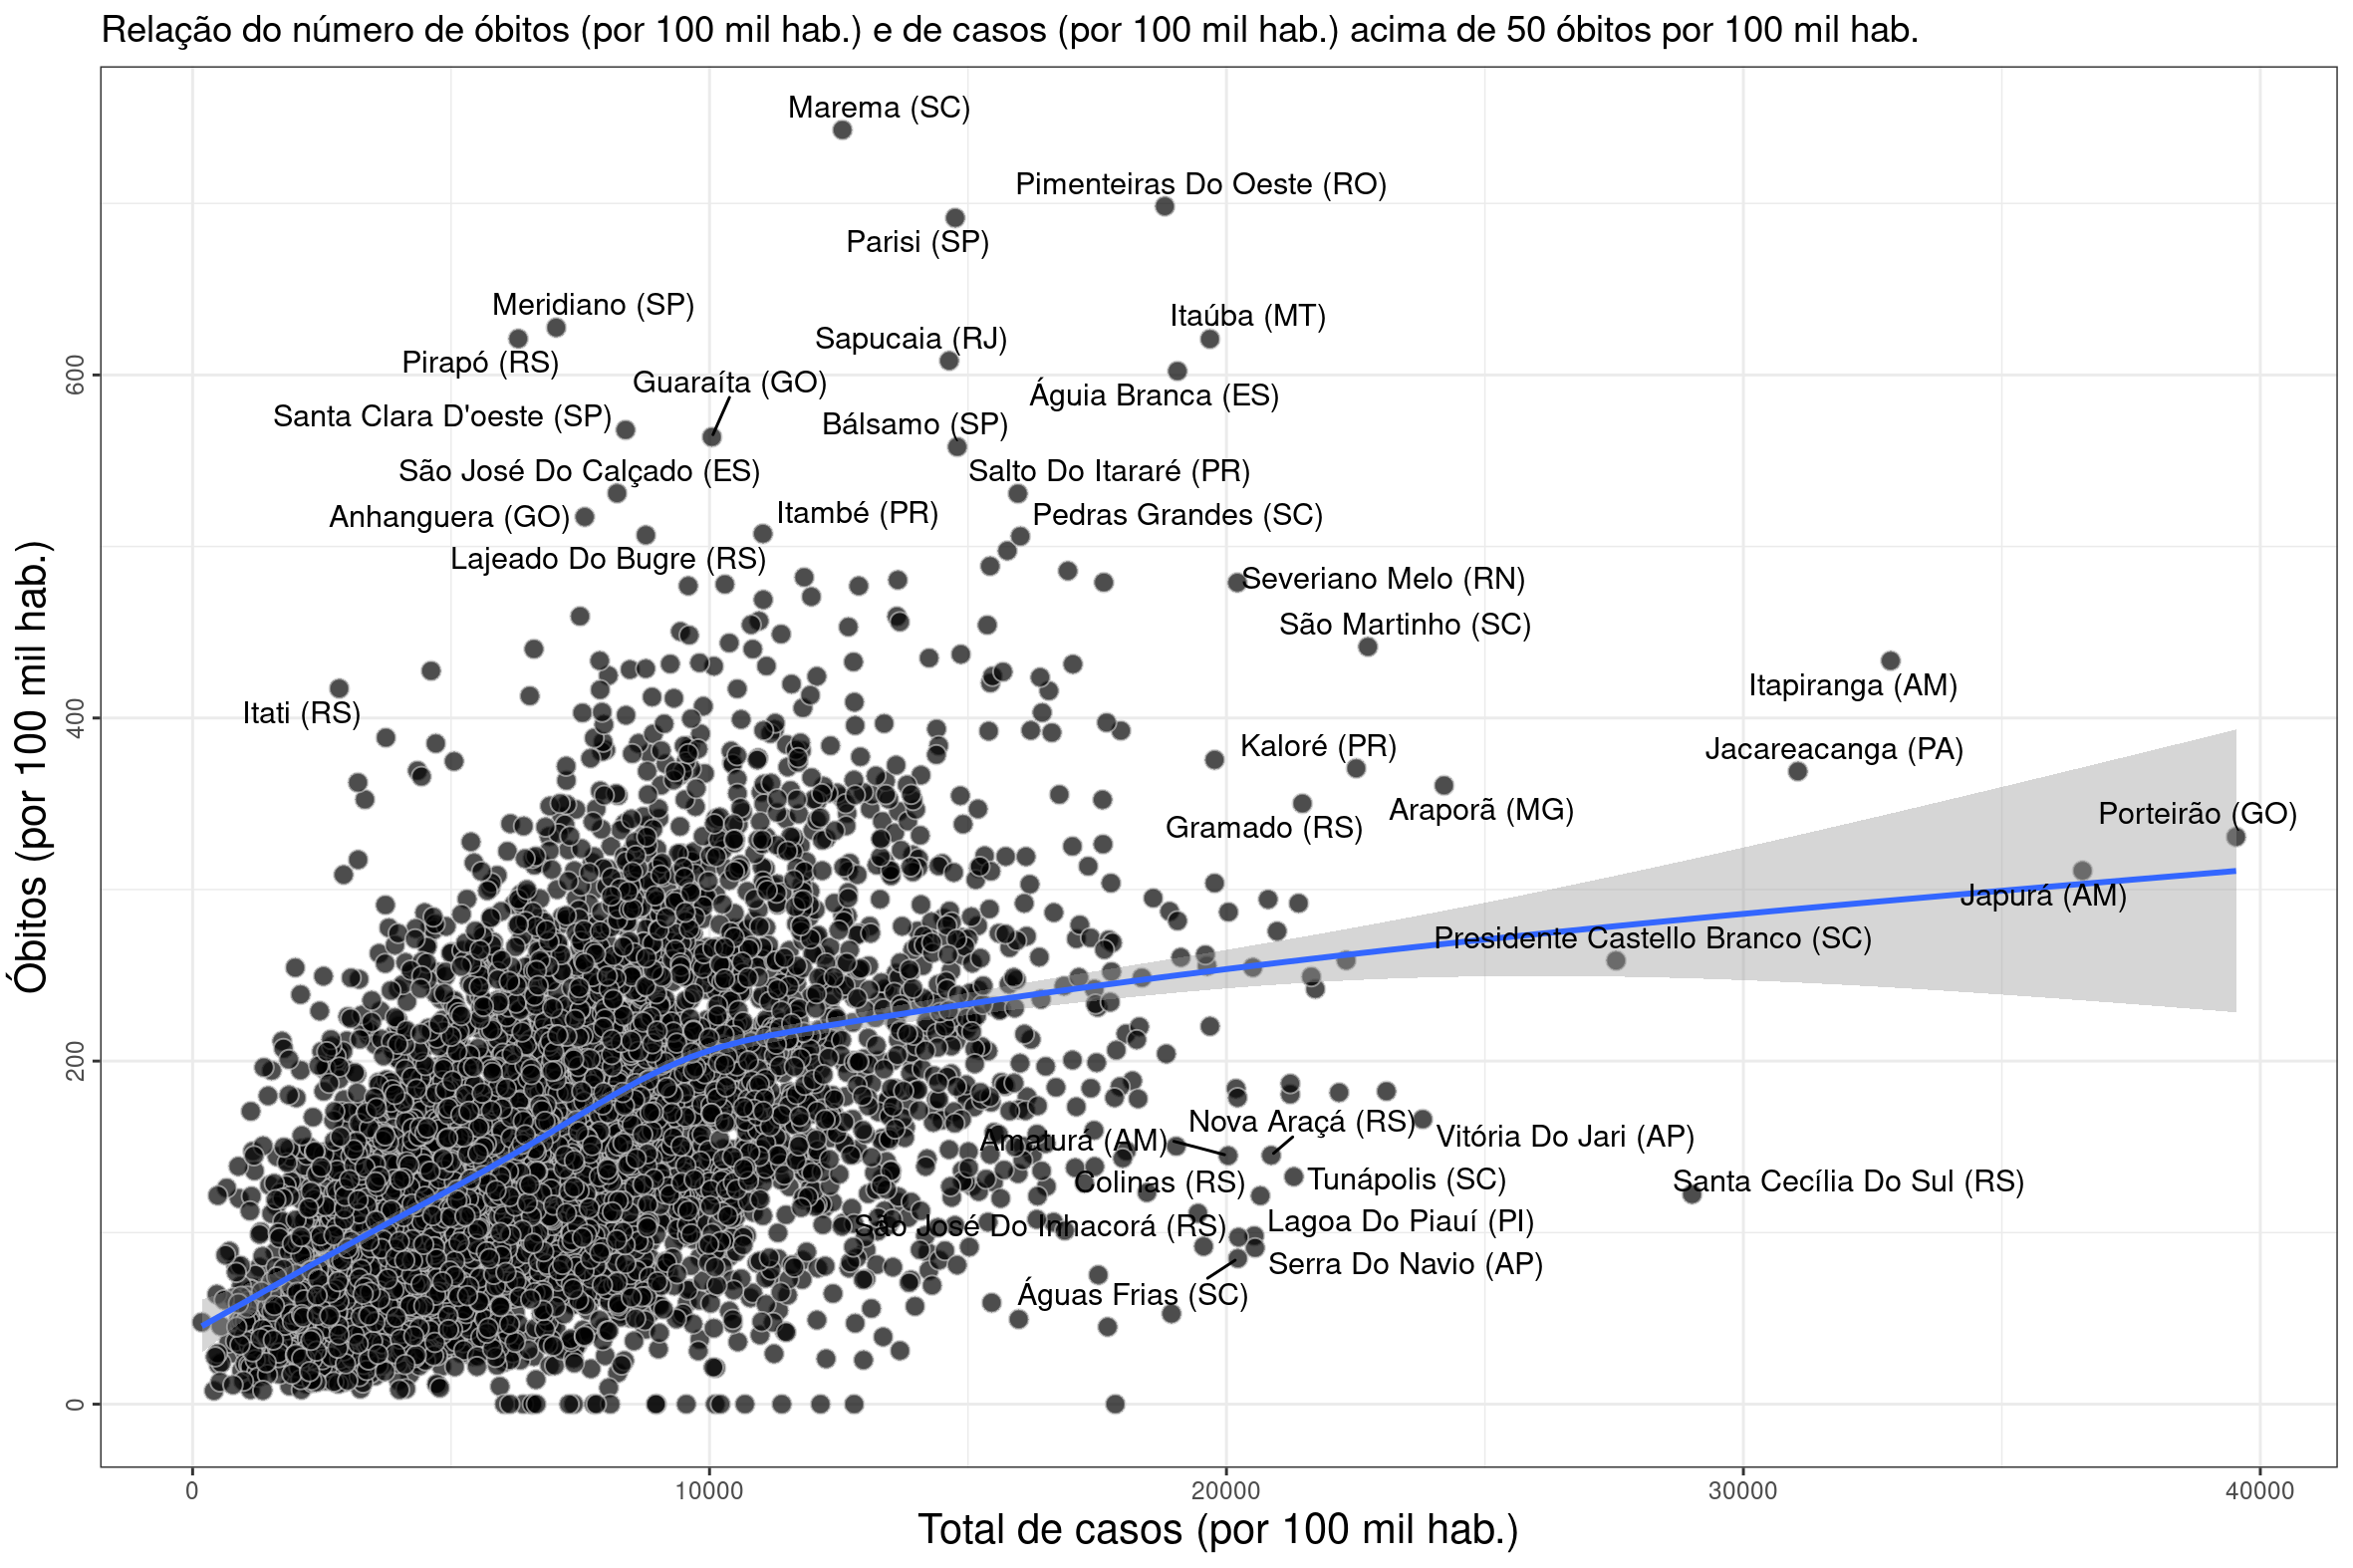 Relação do número de óbitos (por 100 mil hab.) e de casos (por 100 mil hab.) acima de 50 óbitos por 100 mil hab.
Marema (SC)
Pimenteiras Do Oeste (RO)
Parisi (SP)
Meridiano (SP)
Itaúba (MT)
Sapucaia (RJ)
Pirapó (RS)
Guaraíta (GO)
Águia Branca (ES)
Santa Clara D'oeste (SP)
Bálsamo (SP)
São José Do Calçado (ES)
Salto Do Itararé (PR)
Anhanguera (GO)
Itambé (PR)
Pedras Grandes (SC)
Lajeado Do Bugre (RS)
Severiano Melo (RN)
São Martinho (SC)
Itapiranga (AM)
Itati (RS)
Kaloré (PR)
Jacareacanga (PA)
Araporã (MG)
Porteirão (GO)
Gramado (RS)
Japurá (AM)
Presidente Castello Branco (SC)
Nova Araçá (RS)
Amaturá (AM)
Vitória Do Jari (AP)
Colinas (RS)
Tunápolis (SC)
Santa Cecília Do Sul (RS)
São José Do Inhacorá (RS)
Lagoa Do Piauí (PI)
Serra Do Navio (AP)
Águas Frias (SC)
600
400
200
0
Óbitos (por 100 mil hab.)
0
10000
20000
30000
40000
Total de casos (por 100 mil hab.)